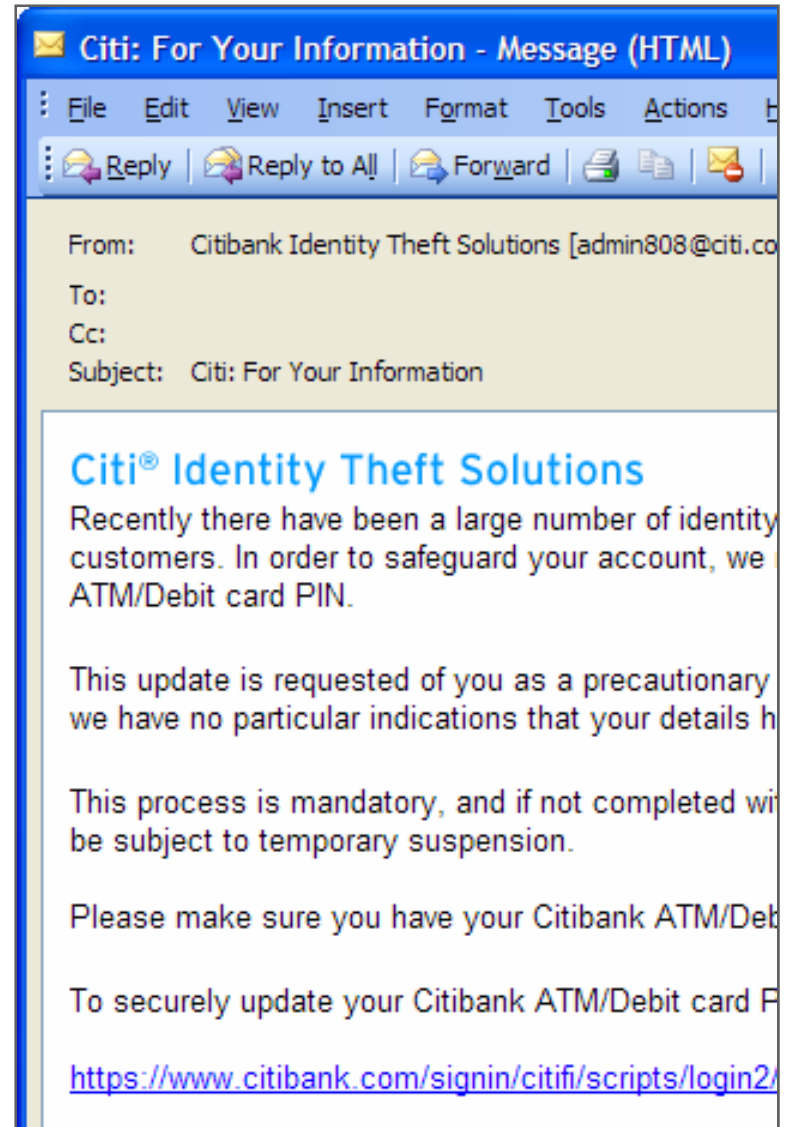 Citi: For Your Information - Message (HTML)
File Edit View Insert Format Tools Actions
Reply Reply to All Forward
From: Citibank Identity Theft Solutions [admin808@citi.co
To:
Cc:
Subject: Citi: For Your Information
Citi® Identity Theft Solutions
Recently there have been a large number of identity
customers. In order to safeguard your account, we
ATM/Debit card PIN.
This update is requested of you as a precautionary
we have no particular indications that your details h
This process is mandatory, and if not completed wi
be subject to temporary suspension.
Please make sure you have your Citibank ATM/Deb
To securely update your Citibank ATM/Debit card P
https://www.citibank.com/signin/citifi/scripts/login2/